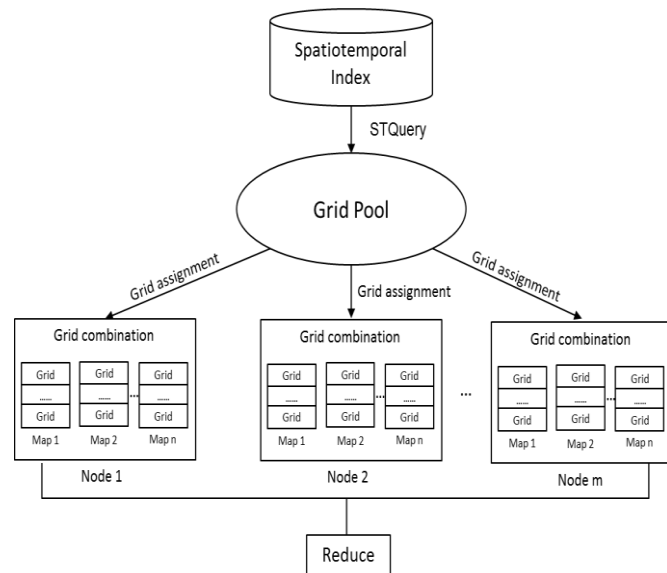 Spatiotemporal
Index
STQuery
Grid Pool
Grid assignment
Grid assignment
Grid assignment
Grid combination
Grid Grid Grid
...... ...... ... ......
Grid Grid Grid
Map 1 Map 2 Map n
Node 1
Grid combination
Grid Grid Grid
...... ...... ... ......
Grid Grid Grid
Map 1 Map 2 Map n
Node 2
...
Grid combination
Grid Grid Grid
...... ...... ... ......
Grid Grid Grid
Map 1 Map 2 Map n
Node m
Reduce